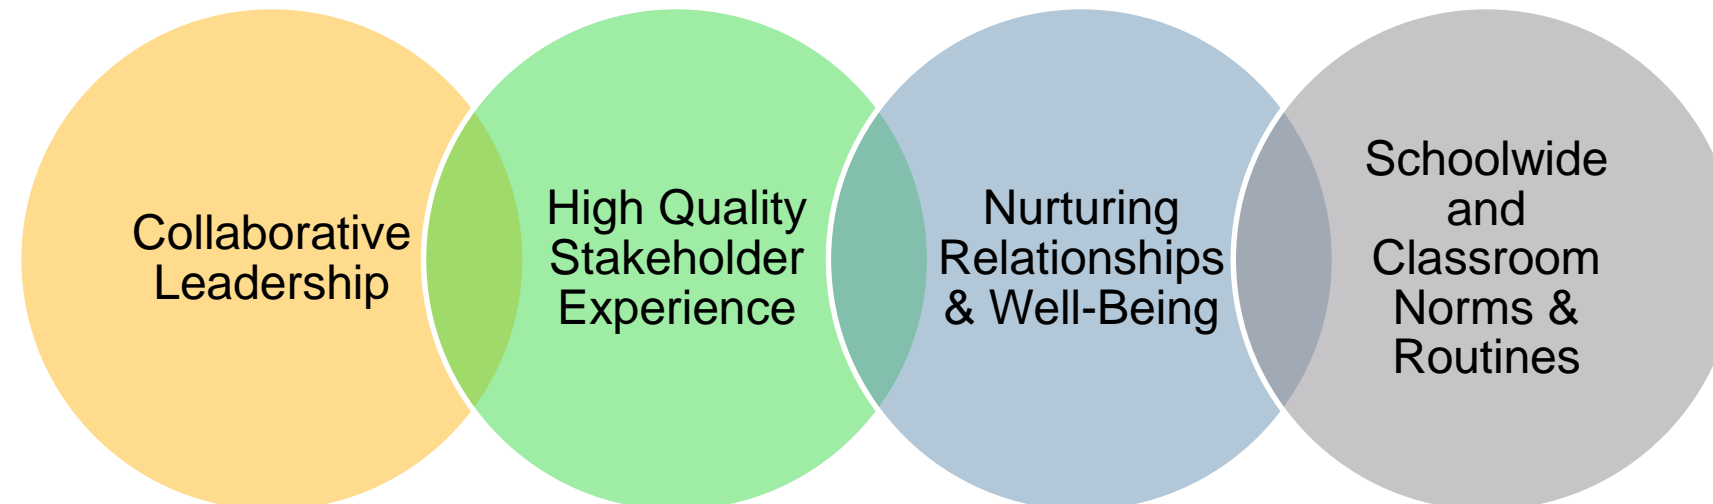 Collaborative
Leadership
High Quality
Stakeholder
Experience
Nurturing
Relationships
& Well-Being
Schoolwide
and
Classroom
Norms &
Routines